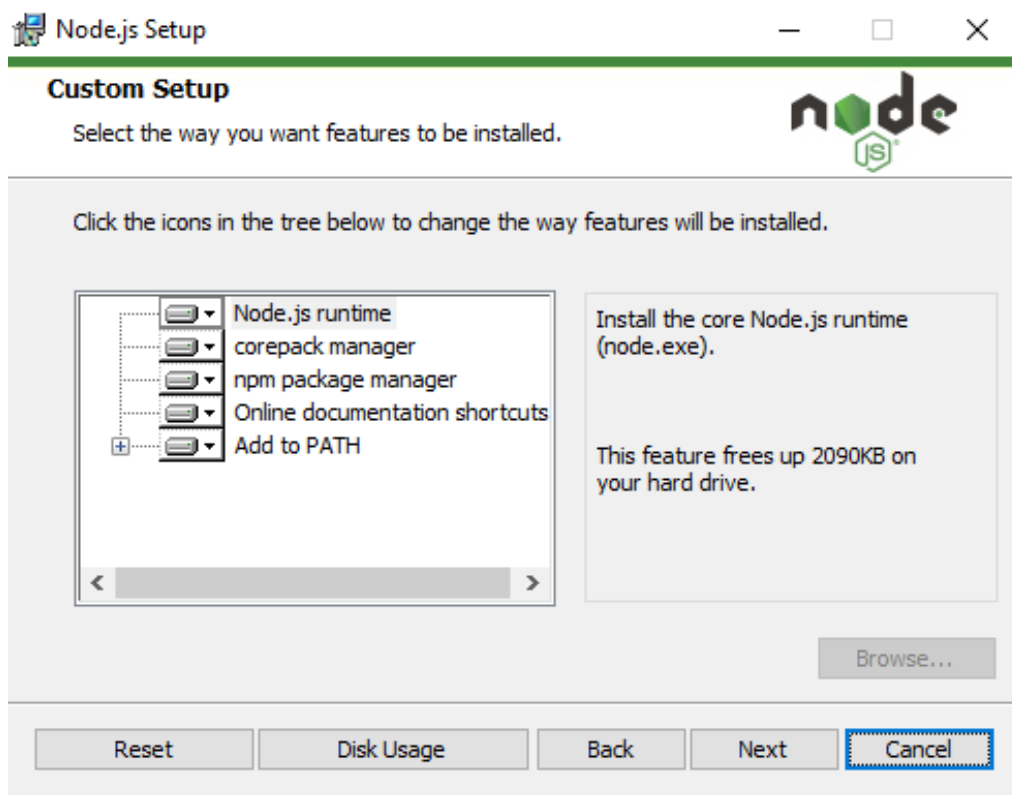 Node.js Setup
Custom Setup
Select the way you want features to be installed.
node
JS
Click the icons in the tree below to change the way features will be installed.
Node.js runtime
corepack manager
npm package manager
Online documentation shortcuts
Add to PATH
Install the core Node.js runtime
(node.exe).
This feature frees up 2090KB on
your hard drive.
Browse...
Reset
Disk Usage
Back
Next
Cancel